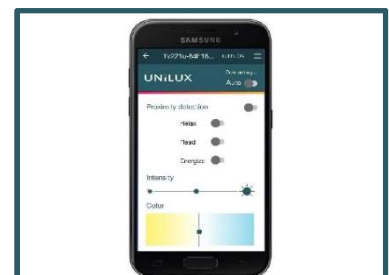 SAMSUNG
UNiLUX
Auto
Proximity detection
Relax
Read
Energize
Intensity
Color